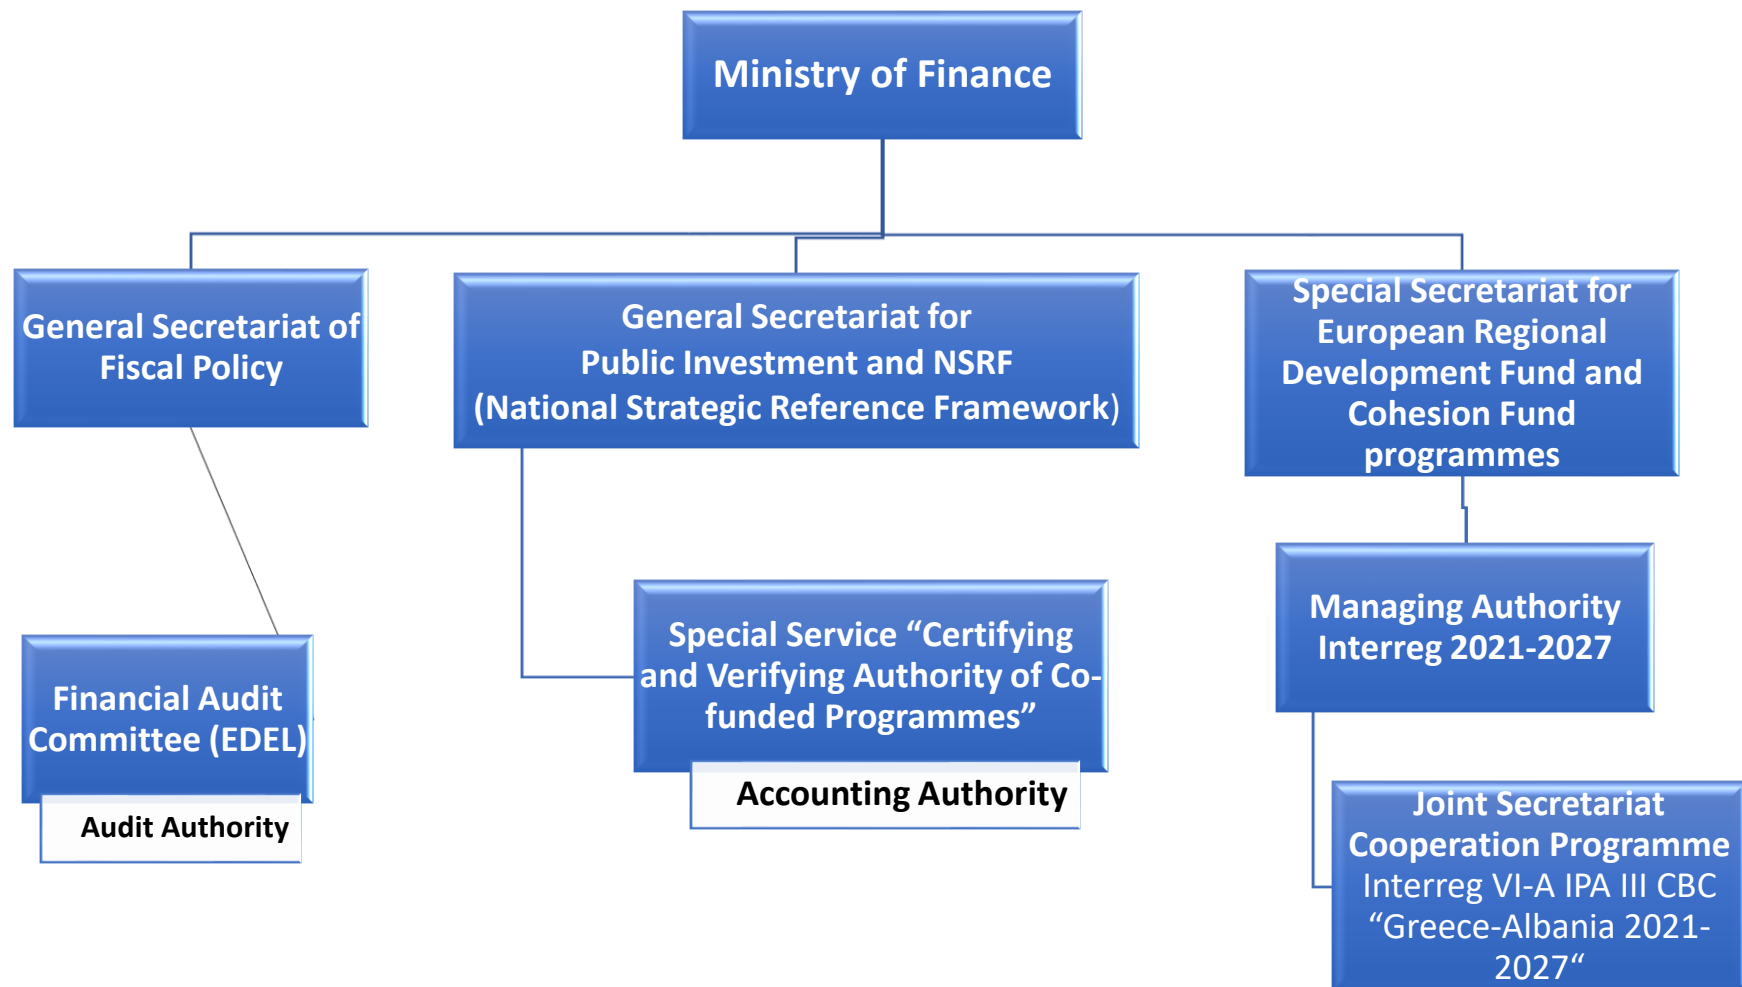 Ministry of Finance
General Secretariat of
Fiscal Policy
General Secretariat for
Public Investment and NSRF
(National Strategic Reference Framework)
Special Secretariat for
European Regional
Development Fund and
Cohesion Fund
programmes
Financial Audit
Committee (EDEL)
Audit Authority
Special Service “Certifying
and Verifying Authority of Co-
funded Programmes”
Accounting Authority
Managing Authority
Interreg 2021-2027
Joint Secretariat
Cooperation Programme
Interreg VI-A IPA III CBC
“Greece-Albania 2021-
2027“